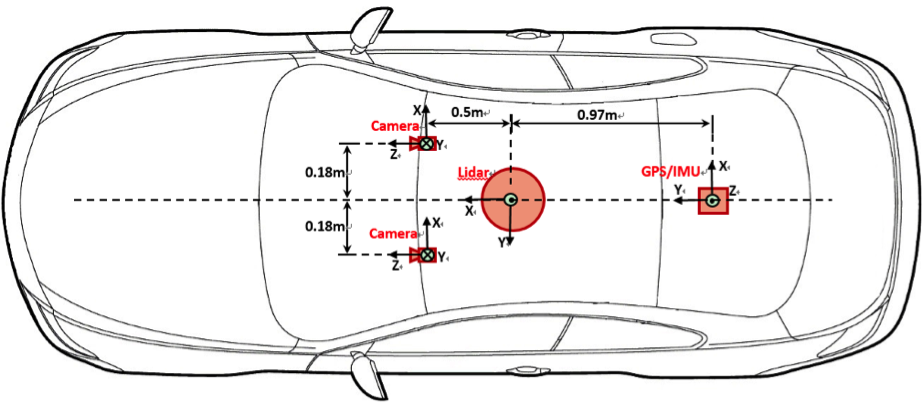 X
0.5m
0.97m
Camera
Y
Z
0.18m
Lidar
GPS/IMU
X
Y
Z
X
0.18m
Camera
X
Y
Y
Z